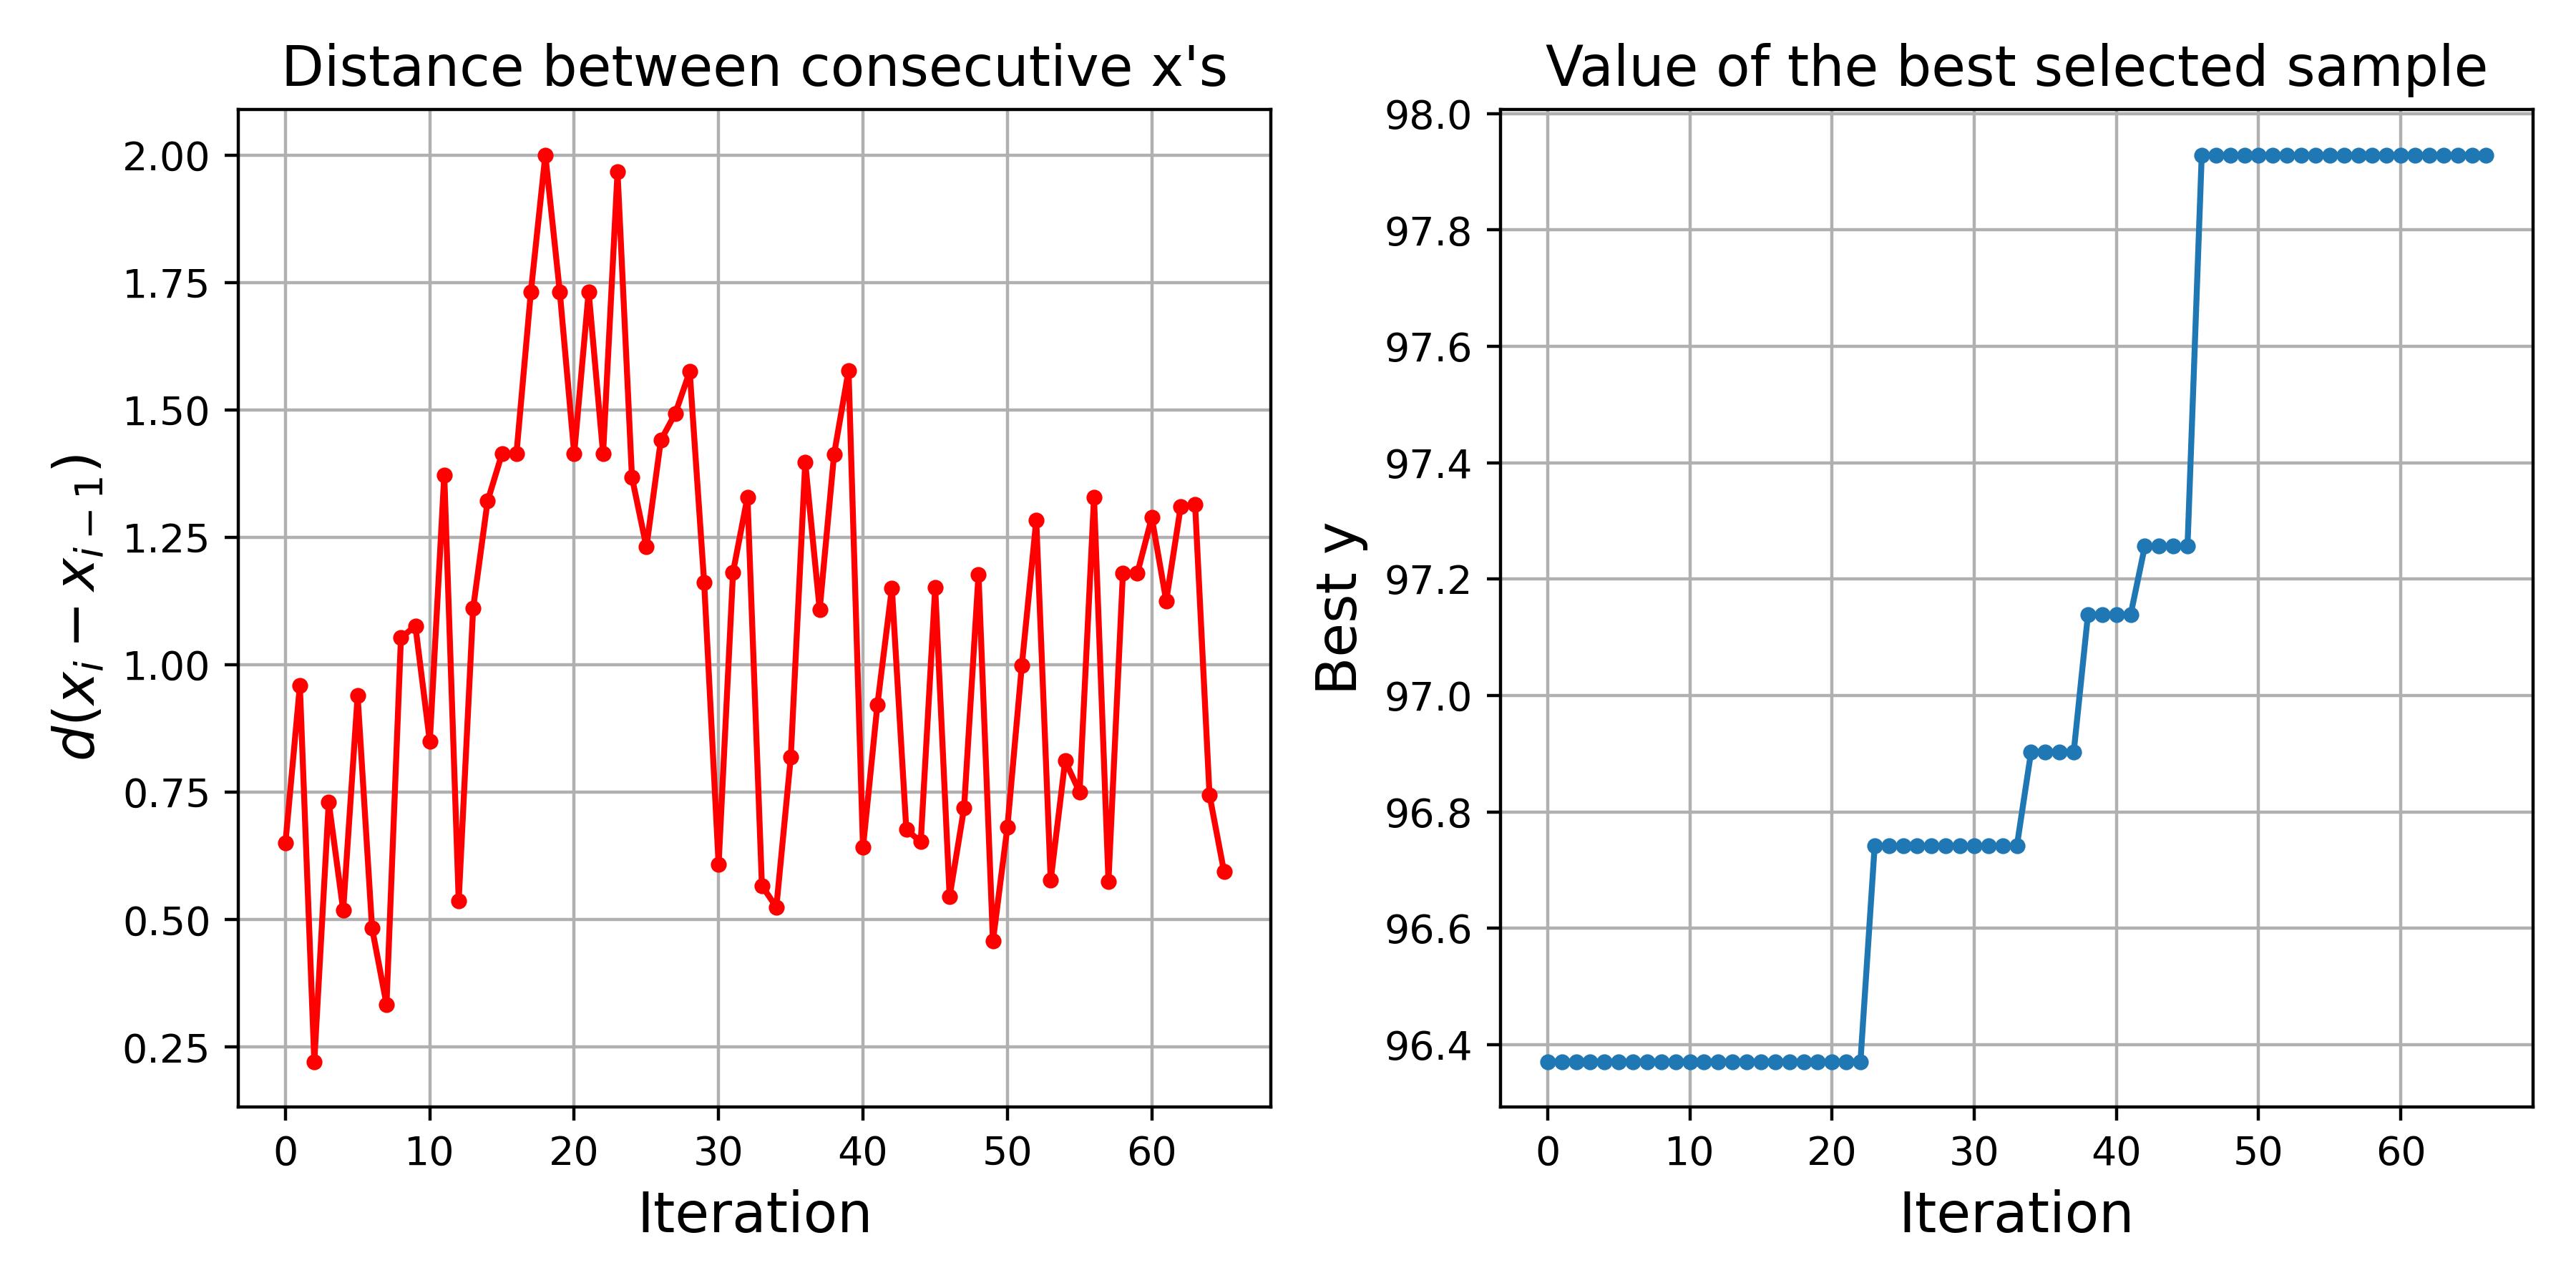 Distance between consecutive x's
d(x_i − x_{i − 1})
2.00
1.75
1.50
1.25
1.00
0.75
0.50
0.25
0 10 20 30 40 50 60
Iteration
Value of the best selected sample
Best y
98.0
97.8
97.6
97.4
97.2
97.0
96.8
96.6
96.4
0 10 20 30 40 50 60
Iteration